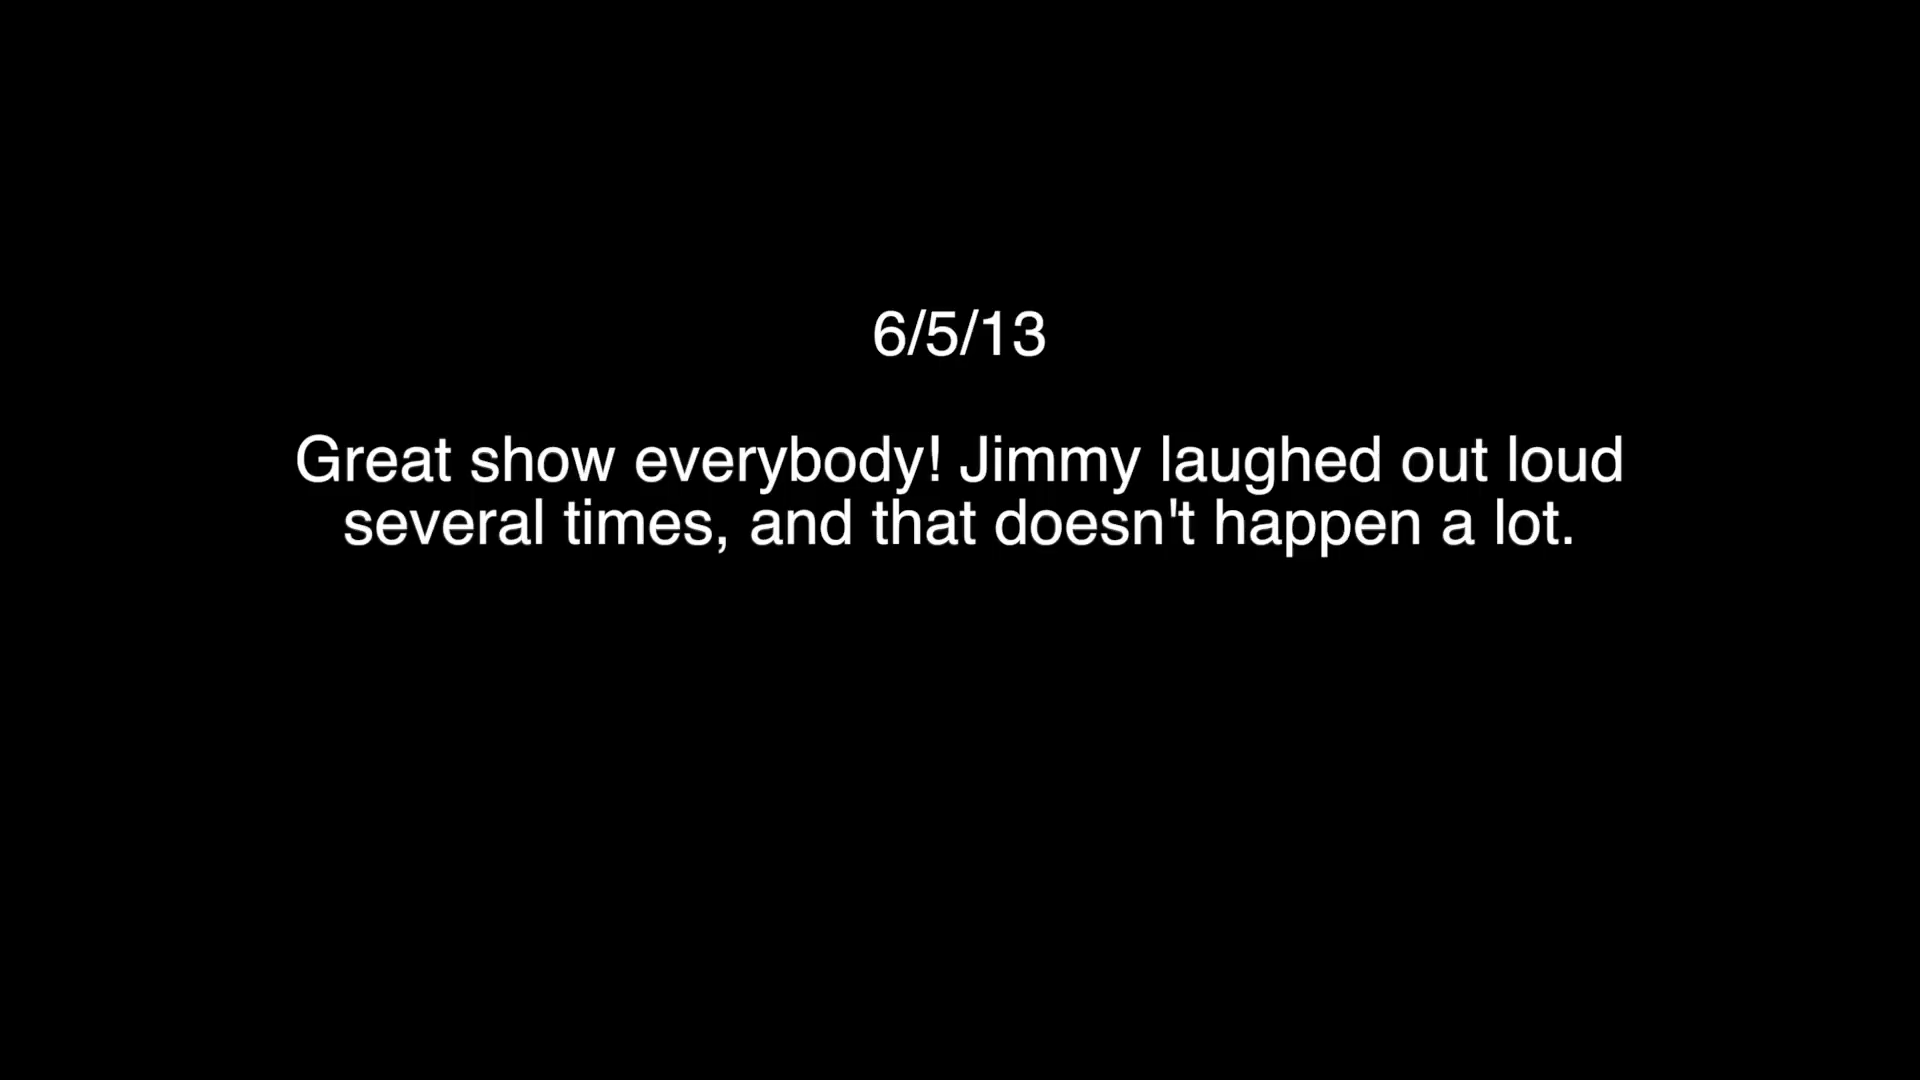 6/5/13
Great show everybody! Jimmy laughed out loud
several times, and that doesn't happen a lot.